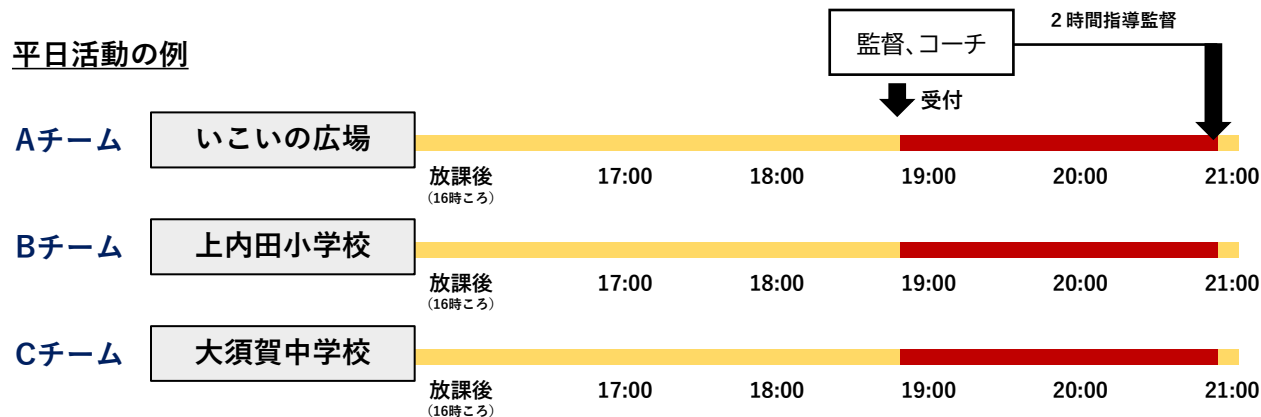 監督、コーチ
2時間指導監督
平日活動の例
受付
Aチーム いこいの広場
放課後 17:00 18:00 19:00 20:00 21:00
(16時ころ)
Bチーム 上内田小学校
放課後 17:00 18:00 19:00 20:00 21:00
(16時ころ)
Cチーム 大須賀中学校
放課後 17:00 18:00 19:00 20:00 21:00
(16時ころ)